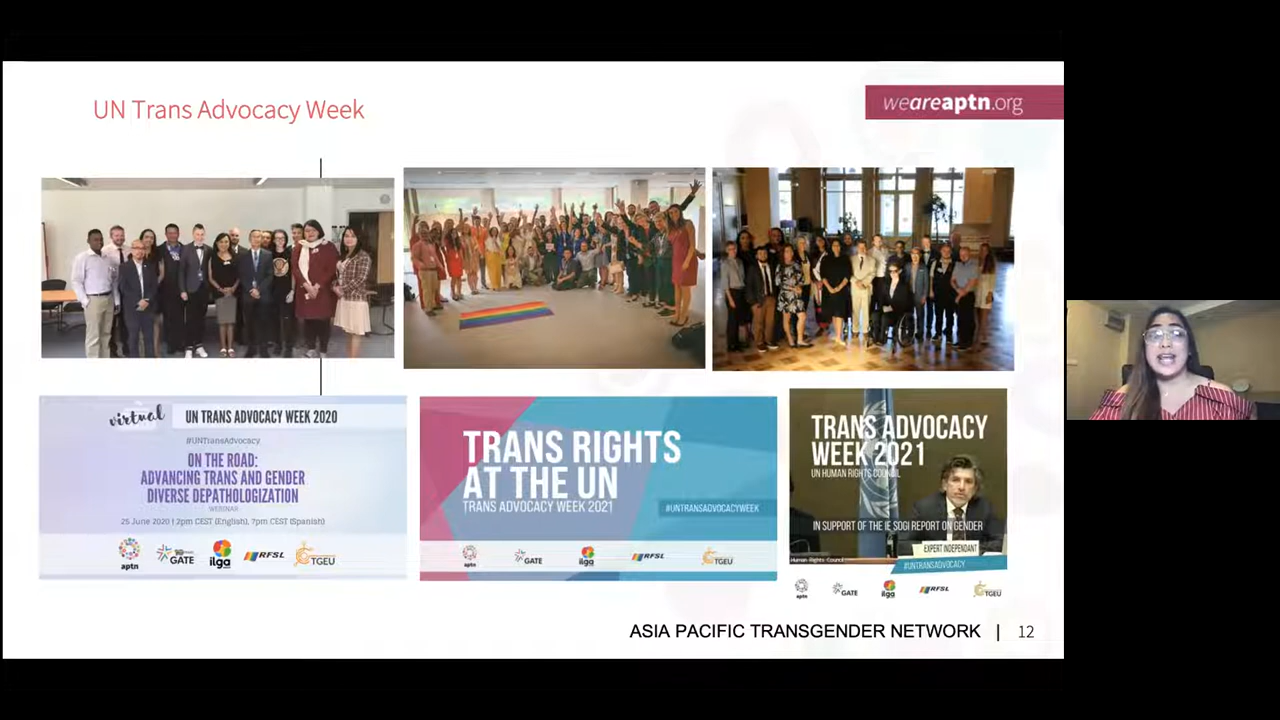 UN Trans Advocacy Week
weareaptn.org
virtual UN TRANS ADVOCACY WEEK 2020
#UNTransAdvocacy
ON THE ROAD:
ADVANCING TRANS AND GENDER
DIVERSE DEPATHOLOGIZATION
WEBINAR
25 June 2020 | 2pm CEST (English), 7pm CEST (Spanish)
aptn GATE ilga RFSL TGEU
TRANS RIGHTS
AT THE UN
TRANS ADVOCACY WEEK 2021
#UNTRANSADVOCACYWEEK
aptn GATE ilga RFSL TGEU
TRANS ADVOCACY
WEEK 2021
UN HUMAN RIGHTS COUNCIL
IN SUPPORT OF THE IE SOGI REPORT ON GENDER
EXPERT INDEPENDANT
Human Rights Council
#UNTRANSADVOCACY
aptn GATE ilga RFSL TGEU
ASIA PACIFIC TRANSGENDER NETWORK | 12